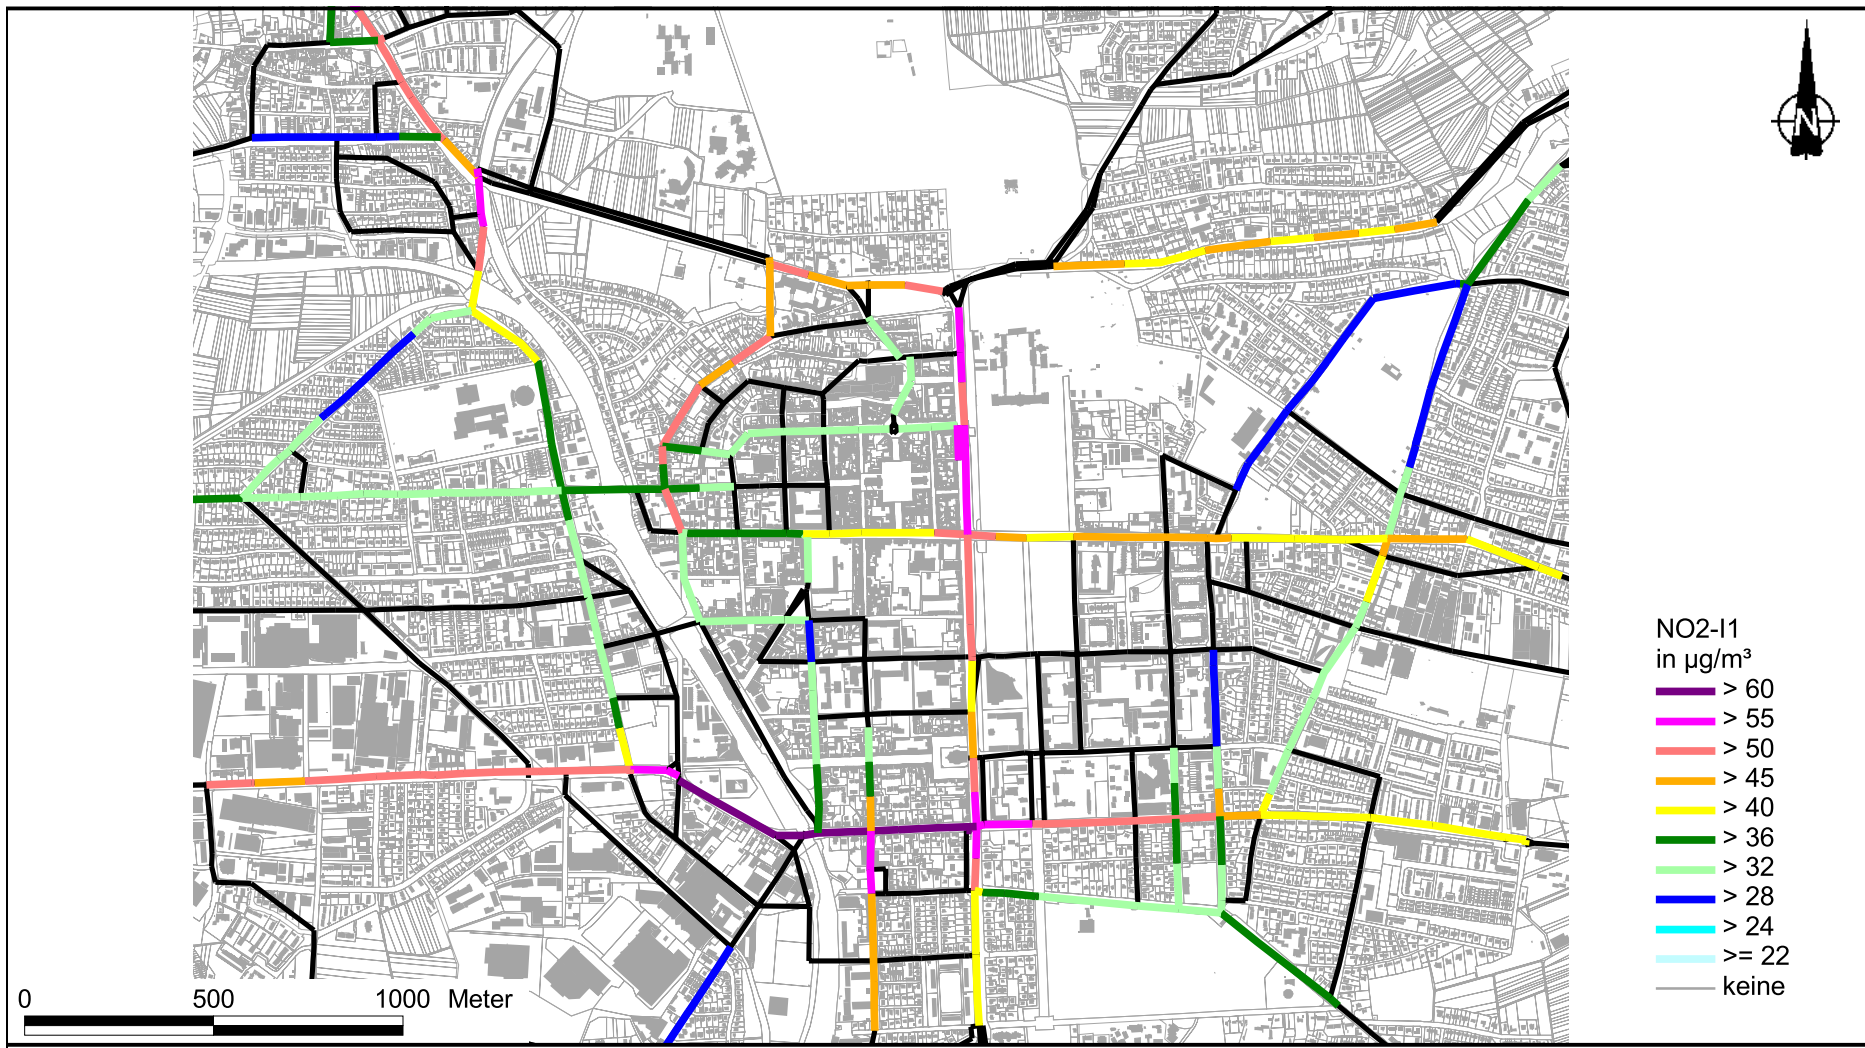 N
NO2-I1
in µg/m³
> 60
> 55
> 50
> 45
> 40
> 36
> 32
> 28
> 24
>= 22
keine
0 500 1000 Meter